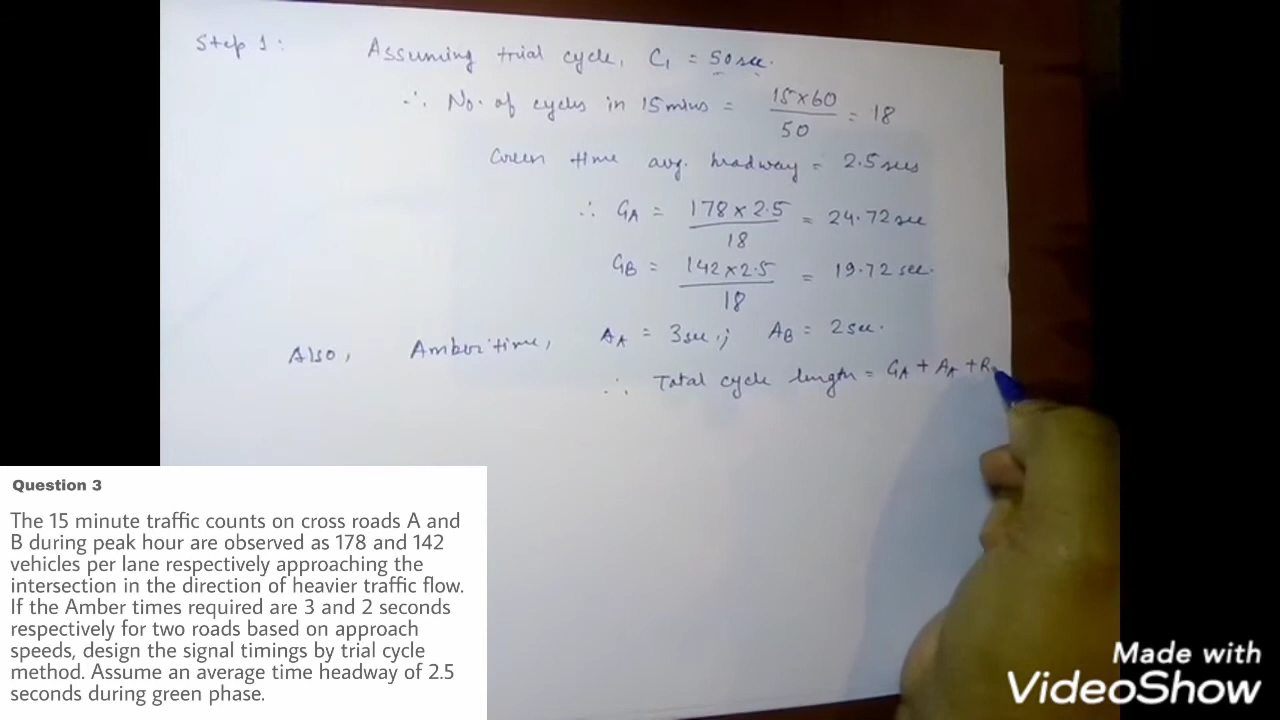 Step 1: Assuming trial cycle, C₁ = 50 sec.
∴ No. of cycles in 15 mins = 15 × 60 / 50 = 18
Green time avg. headway = 2.5 secs
∴ G_A = 178 × 2.5 / 18 = 24.72 sec
G_B = 142 × 2.5 / 18 = 19.72 sec.
Also, Amber time, A_A = 3 sec.; A_B = 2 sec.
∴ Total cycle length = G_A + A_A + R
Question 3
The 15 minute traffic counts on cross roads A and
B during peak hour are observed as 178 and 142
vehicles per lane respectively approaching the
intersection in the direction of heavier traffic flow.
If the Amber times required are 3 and 2 seconds
respectively for two roads based on approach
speeds, design the signal timings by trial cycle
method. Assume an average time headway of 2.5
seconds during green phase.
Made with
VideoShow